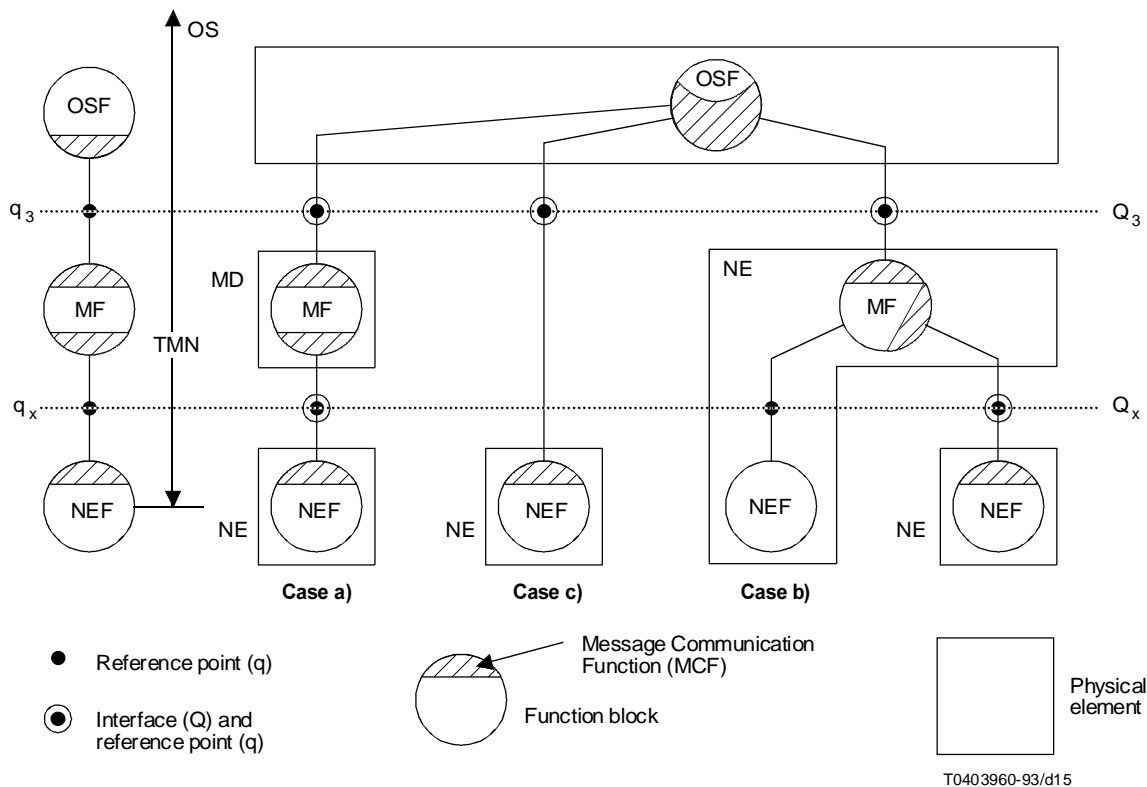 OS
OSF
OSF
q3
Q3
MD
NE
MF
MF
MF
TMN
qx
Qx
NEF
NEF
NEF
NEF
NEF
NE
NE
NE
Case a)
Case c)
Case b)
Reference point (q)
Message Communication
Function (MCF)
Interface (Q) and
reference point (q)
Function block
Physical
element
T0403960-93/d15